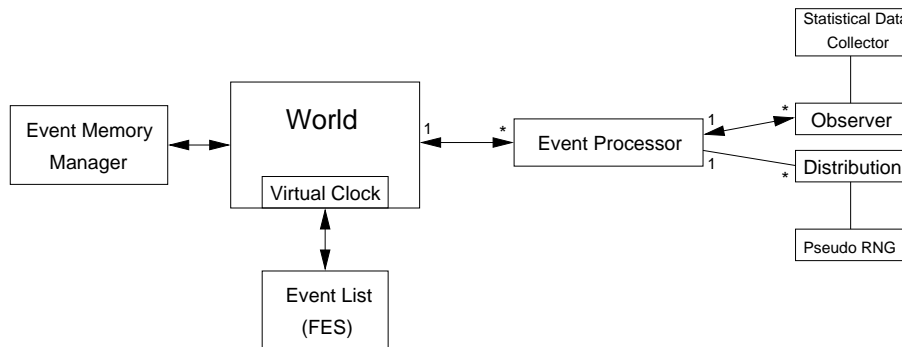 Statistical Data
Collector
World
Event Memory
Manager
1
*
Event Processor
1
*
Observer
1
*
Distribution
Virtual Clock
Pseudo RNG
Event List
(FES)